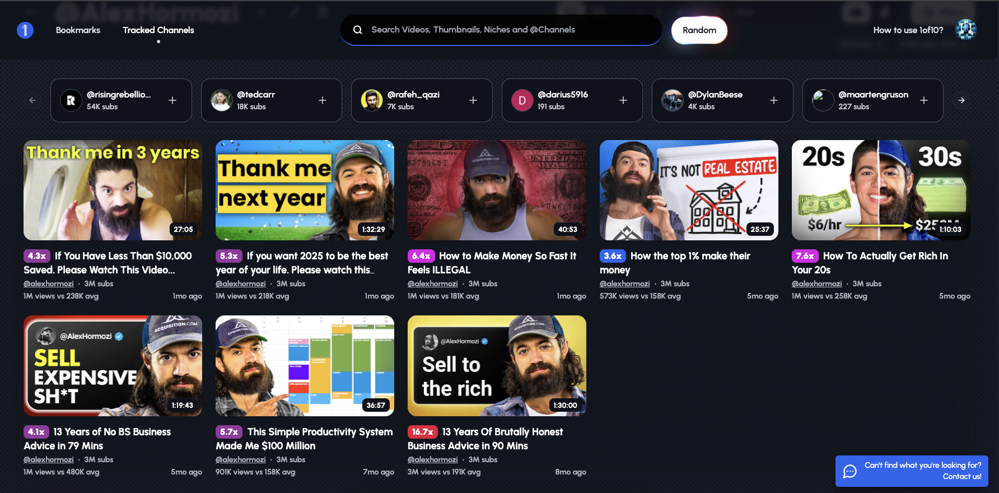 @AlexHormozi
1
Bookmarks
Tracked Channels
Search Videos, Thumbnails, Niches and @Channels
Random
How to use 1of10?
@risingrebellio...
54K subs
@tedcarr
18K subs
@rafeh_qazi
7K subs
D
@darius5916
191 subs
@DylanBeese
4K subs
@maartengruson
227 subs
Thank me in 3 years
27:05
4.3x If You Have Less Than $10,000
Saved. Please Watch This Video...
@alexhormozi · 3M subs
1M views vs 238K avg
1mo ago
ACQUISITION.COM
Thank me
next year
1:32:29
5.3x If you want 2025 to be the best
year of your life. Please watch this...
@alexhormozi · 3M subs
1M views vs 218K avg
1mo ago
ACQUISITION.COM
40:53
6.4x How to Make Money So Fast It
Feels ILLEGAL
@alexhormozi · 3M subs
1M views vs 181K avg
1mo ago
IT'S NOT REAL ESTATE
25:37
3.6x How the top 1% make their
money
@alexhormozi · 3M subs
573K views vs 158K avg
5mo ago
20s
30s
$6/hr
1:10:03
7.6x How To Actually Get Rich In
Your 20s
@alexhormozi · 3M subs
1M views vs 258K avg
5mo ago
ACQUISITION.COM
@AlexHormozi
SELL
EXPENSIVE
SH*T
1:19:43
4.1x 13 Years of No BS Business
Advice in 79 Mins
@alexhormozi · 3M subs
1M views vs 480K avg
5mo ago
ACQUISITION.COM
36:57
5.7x This Simple Productivity System
Made Me $100 Million
@alexhormozi · 3M subs
901K views vs 158K avg
7mo ago
ACQUISITION.COM
@AlexHormozi
Sell to
the rich
1:30:00
16.7x 13 Years Of Brutally Honest
Business Advice in 90 Mins
@alexhormozi · 3M subs
3M views vs 191K avg
8mo ago
Can't find what you're looking for?
Contact us!